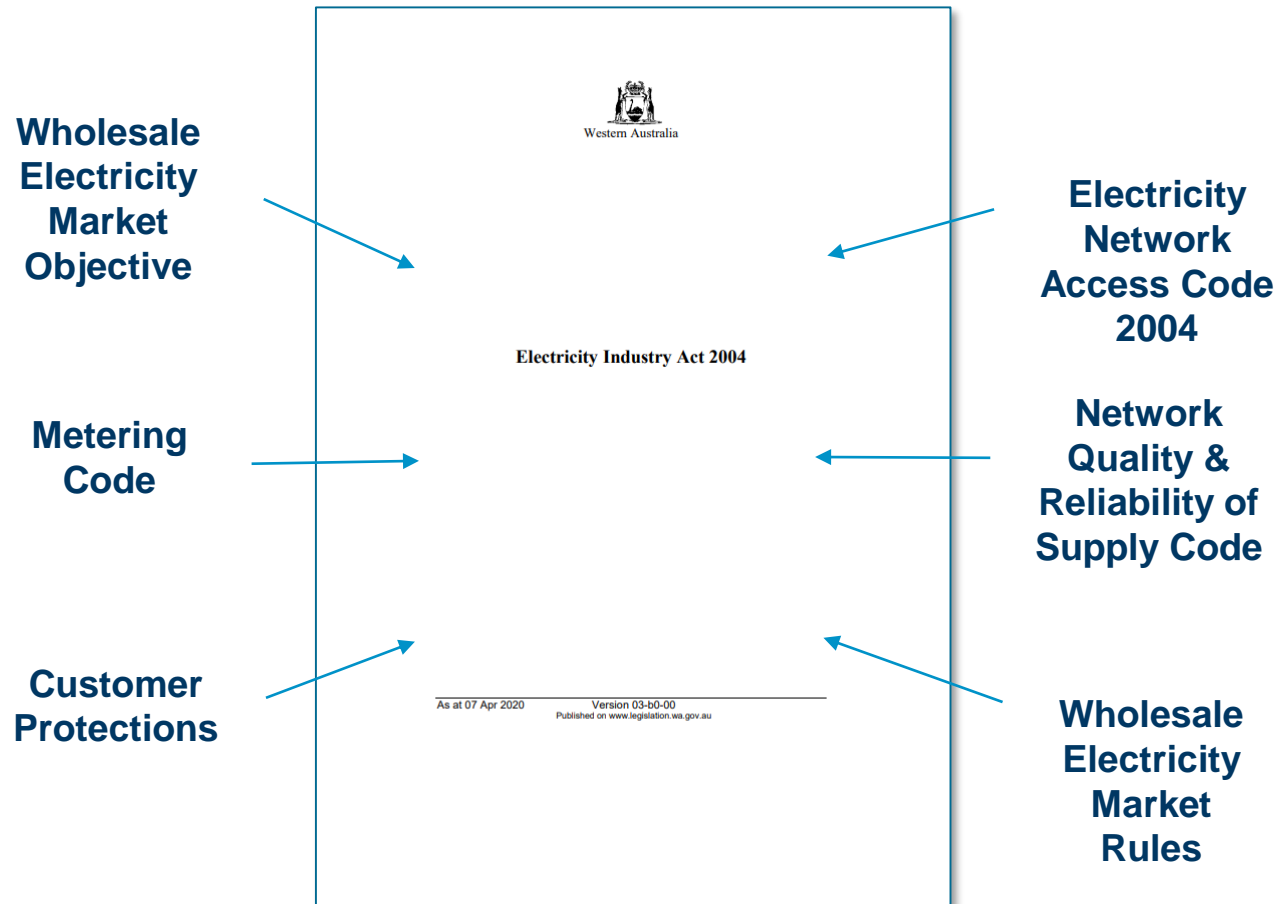 Wholesale
Electricity
Market
Objective
Metering
Code
Customer
Protections
Western Australia
Electricity Industry Act 2004
As at 07 Apr 2020 Version 03-b0-00
Published on www.legislation.wa.gov.au
Electricity
Network
Access Code
2004
Network
Quality &
Reliability of
Supply Code
Wholesale
Electricity
Market
Rules